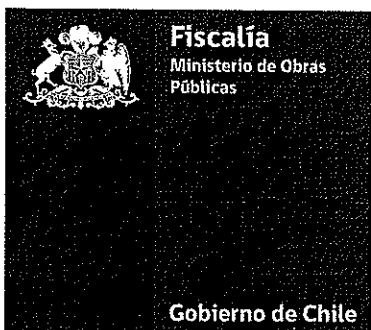 Fiscalía
Ministerio de Obras
Públicas
Gobierno de Chile